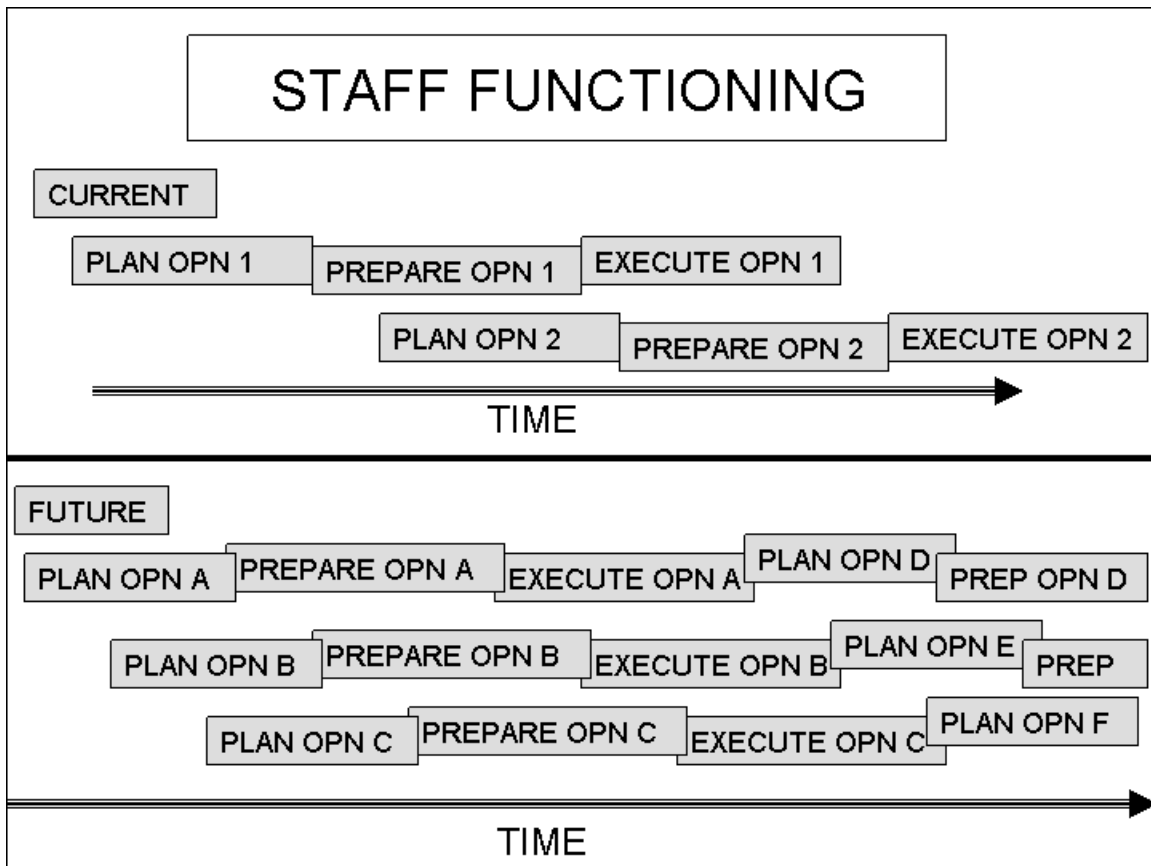 STAFF FUNCTIONING
CURRENT
PLAN OPN 1
PREPARE OPN 1
EXECUTE OPN 1
PLAN OPN 2
PREPARE OPN 2
EXECUTE OPN 2
TIME
FUTURE
PLAN OPN A
PREPARE OPN A
EXECUTE OPN A
PLAN OPN D
PREP OPN D
PLAN OPN B
PREPARE OPN B
EXECUTE OPN B
PLAN OPN E
PREP
PLAN OPN C
PREPARE OPN C
EXECUTE OPN C
PLAN OPN F
TIME